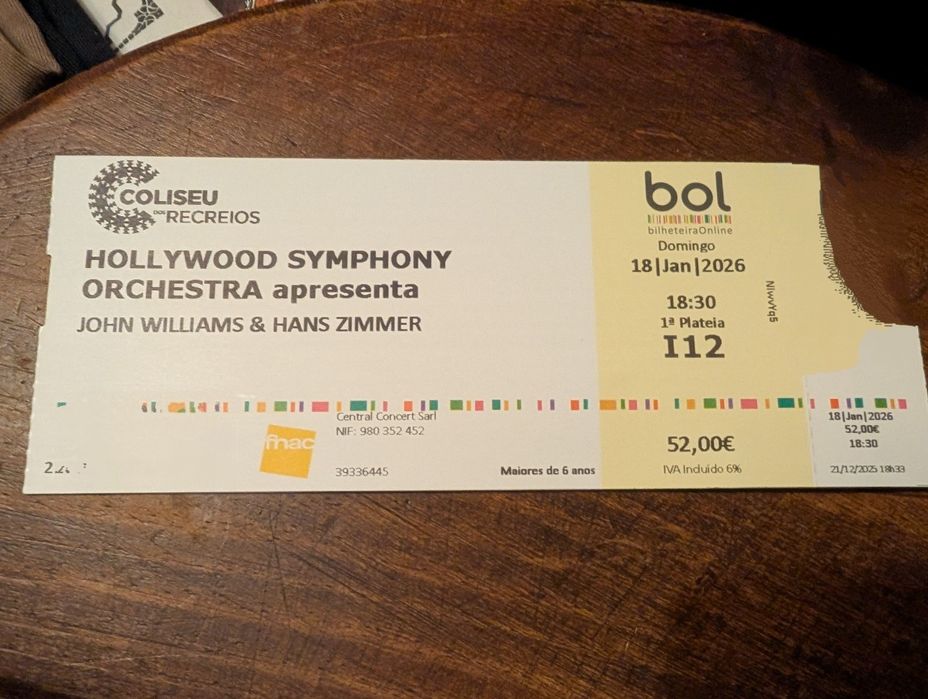 COLISEU
DOS RECREIOS
HOLLYWOOD SYMPHONY
ORCHESTRA apresenta
JOHN WILLIAMS & HANS ZIMMER
fnac
Central Concert Sarl
NIF: 980 352 452
39336445
Maiores de 6 anos
bol
bilheteiraOnline
Domingo
18|Jan|2026
18:30
1ª Plateia
I12
52,00€
IVA Incluído 6%
18|Jan|2026
52,00€
18:30
21/12/2025 18h33